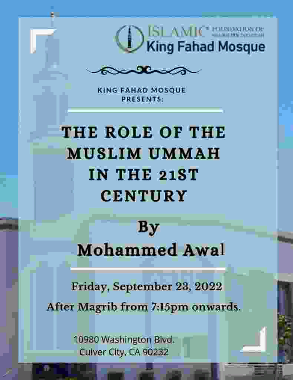 ISLAMIC FOUNDATION OF
King Fahad Mosque
KING FAHAD MOSQUE
PRESENTS:
THE ROLE OF THE
MUSLIM UMMAH
IN THE 21ST
CENTURY
By
Mohammed Awal
Friday, September 23, 2022
After Magrib from 7:15pm onwards.
10980 Washington Blvd.
Culver City, CA 90232